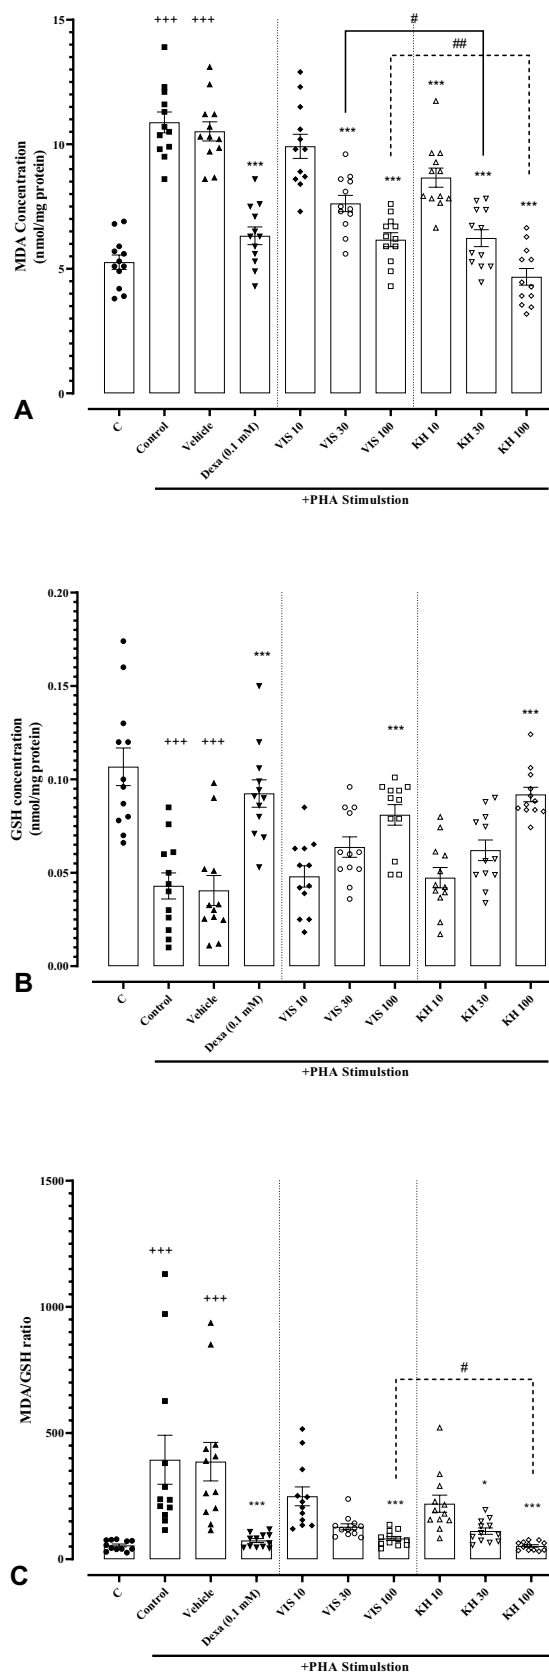 #
+++ +++
##
***
***
***
***
***
***
MDA Concentration
(nmol/mg protein)
15
10
5
0
A
C
Control
Vehicle
Dexa (0.1 mM)
VIS 10
VIS 30
VIS 100
KH 10
KH 30
KH 100
+PHA Stimulstion
GSH concentration
(nmol/mg protein)
0.20
0.15
0.10
0.05
0.00
+++ +++
***
***
***
B
C
Control
Vehicle
Dexa (0.1 mM)
VIS 10
VIS 30
VIS 100
KH 10
KH 30
KH 100
+PHA Stimulstion
MDA/GSH ratio
1500
1000
500
0
+++
+++
#
***
***
*
***
C
C
Control
Vehicle
Dexa (0.1 mM)
VIS 10
VIS 30
VIS 100
KH 10
KH 30
KH 100
+PHA Stimulstion